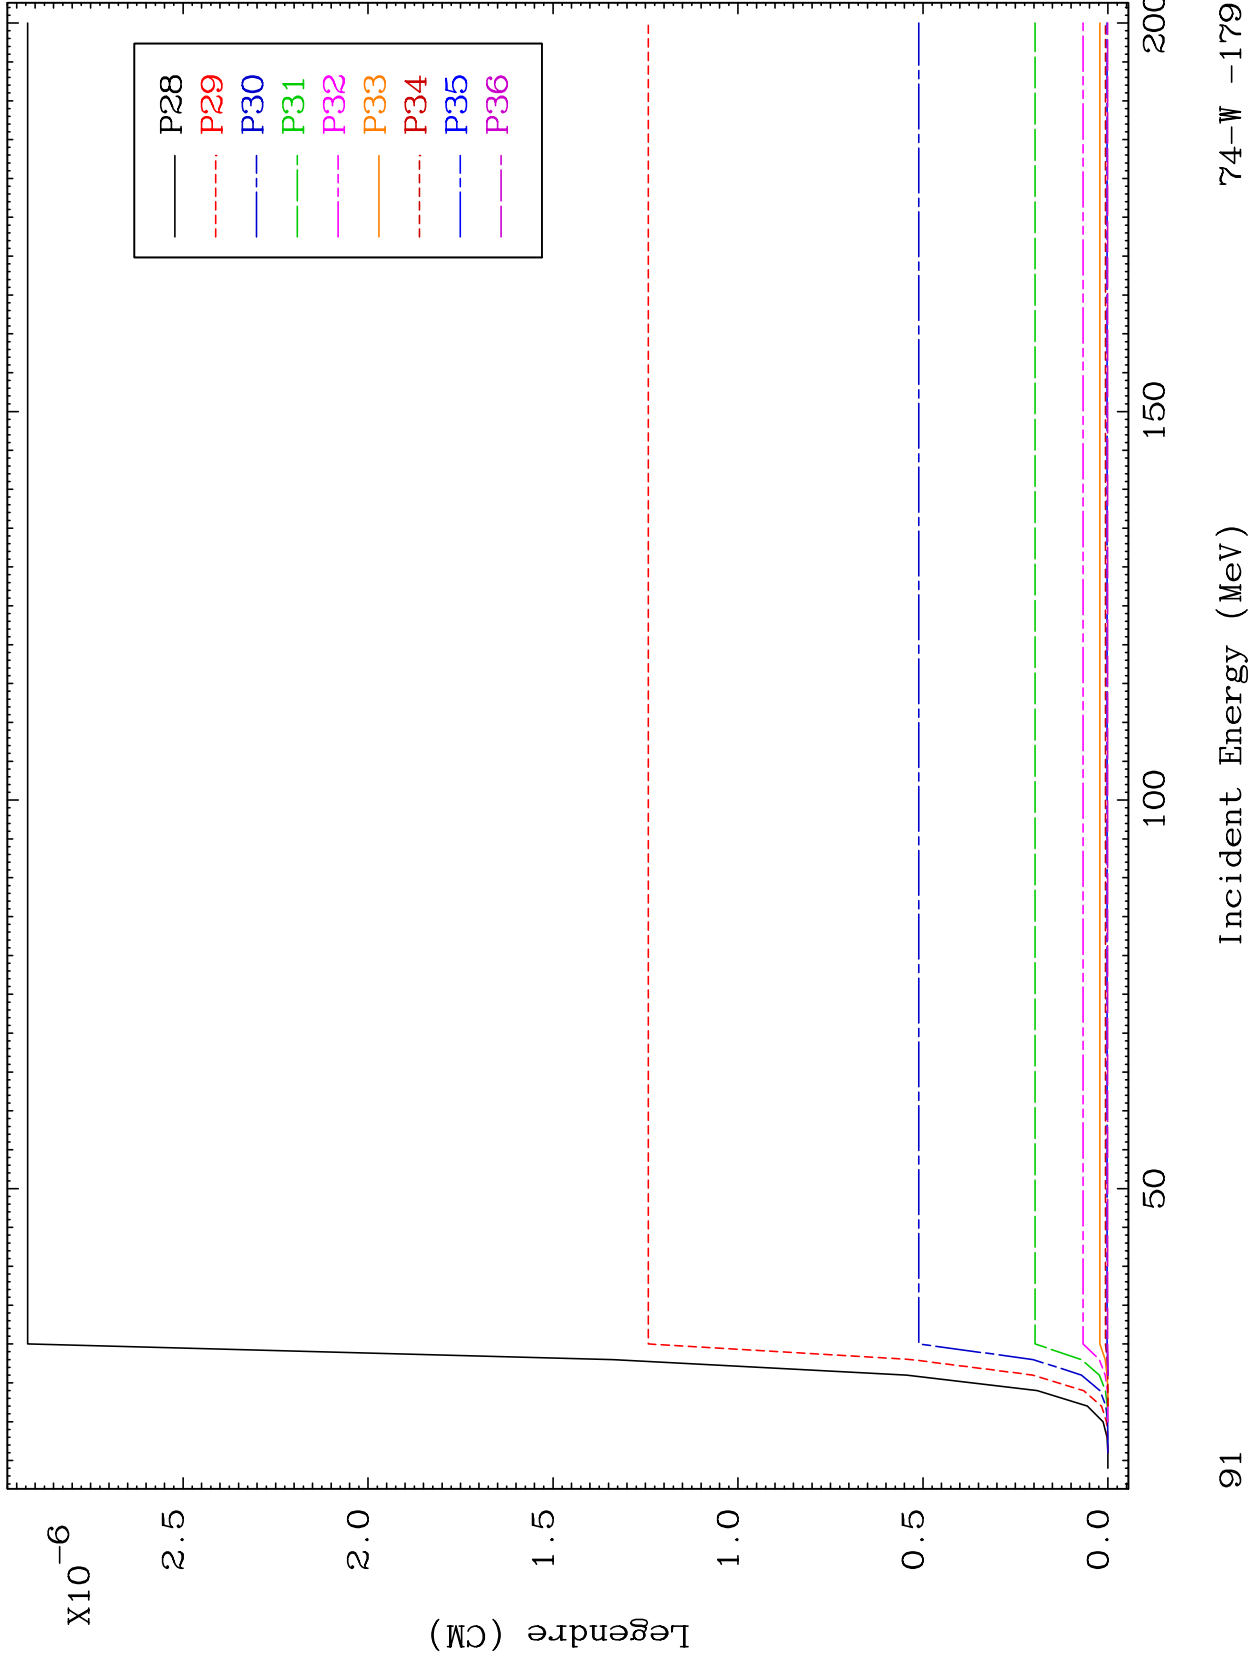 X10-6
2.5
2.0
1.5
1.0
0.5
0.0
Legendre (CM)
P28
P29
P30
P31
P32
P33
P34
P35
P36
50
100
150
200
Incident Energy (MeV)
91
74-W -179